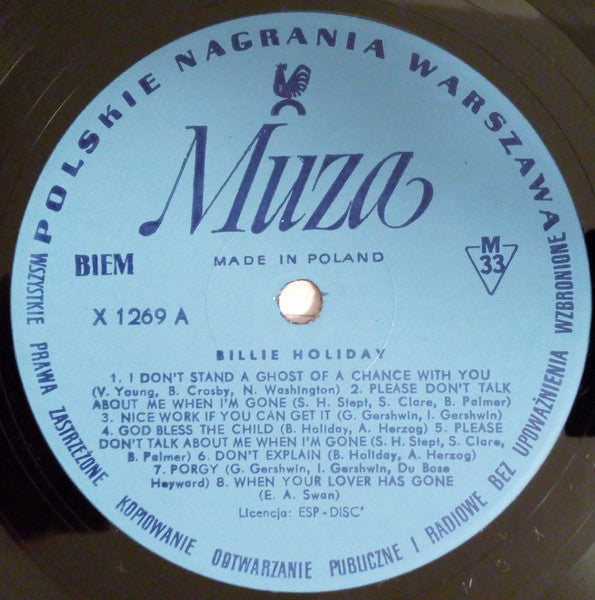 POLSKIE NAGRANIA WARSZAWA
Muza
BIEM
MADE IN POLAND
M
33
X 1269 A
BILLIE HOLIDAY
1. I DON'T STAND A GHOST OF A CHANCE WITH YOU
(V. Young, B. Crosby, N. Washington) 2. PLEASE DON'T TALK
ABOUT ME WHEN I'M GONE (S. H. Stept, S. Clare, B. Palmer)
3. NICE WORK IF YOU CAN GET IT (G. Gershwin, I. Gershwin)
4. GOD BLESS THE CHILD (B. Holiday, A. Herzog) 5. PLEASE
DON'T TALK ABOUT ME WHEN I'M GONE (S. H. Stept, S. Clare,
B. Palmer) 6. DON'T EXPLAIN (B. Holiday, A. Herzog)
7. PORGY (G. Gershwin, I. Gershwin, Du Bose
Heyward) 8. WHEN YOUR LOVER HAS GONE
(E. A. Swan)
Licencja: ESP-DISC'
WSZYSTKIE PRAWA ZASTRZEŻONE KOPIOWANIE ODTWARZANIE PUBLICZNE I RADIOWE BEZ UPOWAŻNIENIA WZBRONIONE